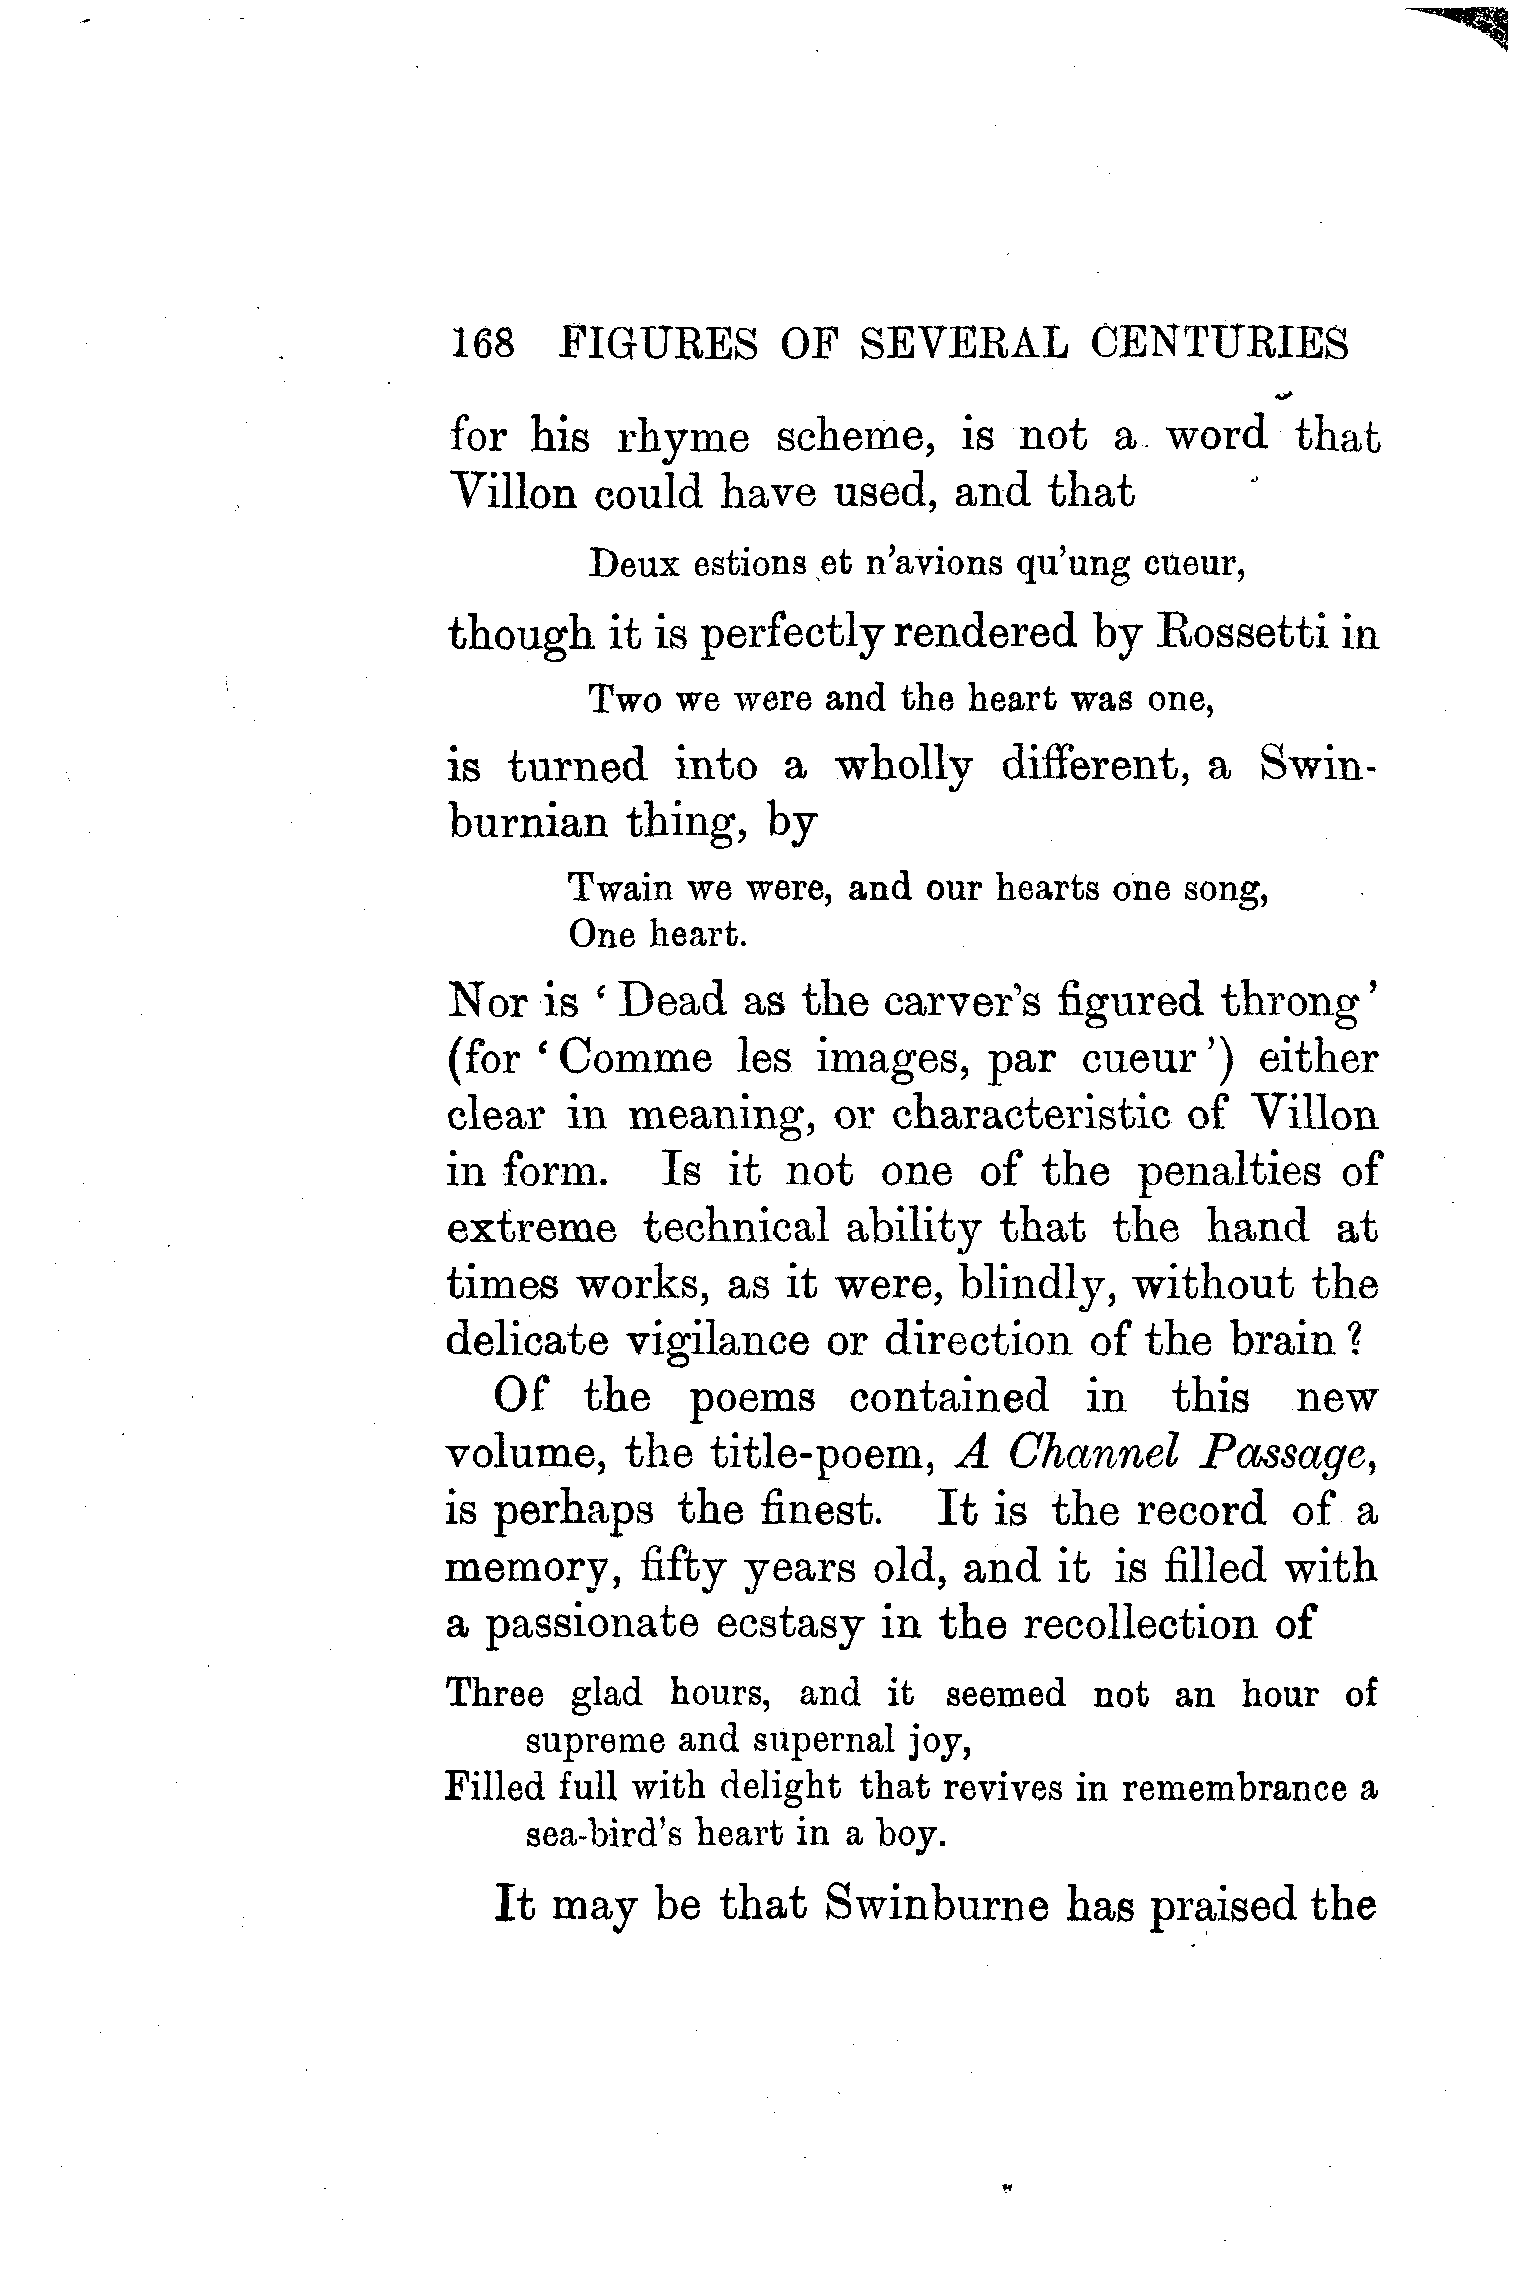 168 FIGURES OF SEVERAL CENTURIES
for his rhyme scheme, is not a word that
Villon could have used, and that
Deux estions et n'avions qu'ung cueur,
though it is perfectly rendered by Rossetti in
Two we were and the heart was one,
is turned into a wholly different, a Swin-
burnian thing, by
Twain we were, and our hearts one song,
One heart.
Nor is ‘Dead as the carver's figured throng’
(for ‘Comme les images, par cueur’) either
clear in meaning, or characteristic of Villon
in form. Is it not one of the penalties of
extreme technical ability that the hand at
times works, as it were, blindly, without the
delicate vigilance or direction of the brain?
Of the poems contained in this new
volume, the title-poem, A Channel Passage,
is perhaps the finest. It is the record of a
memory, fifty years old, and it is filled with
a passionate ecstasy in the recollection of
Three glad hours, and it seemed not an hour of
supreme and supernal joy,
Filled full with delight that revives in remembrance a
sea-bird's heart in a boy.
It may be that Swinburne has praised the